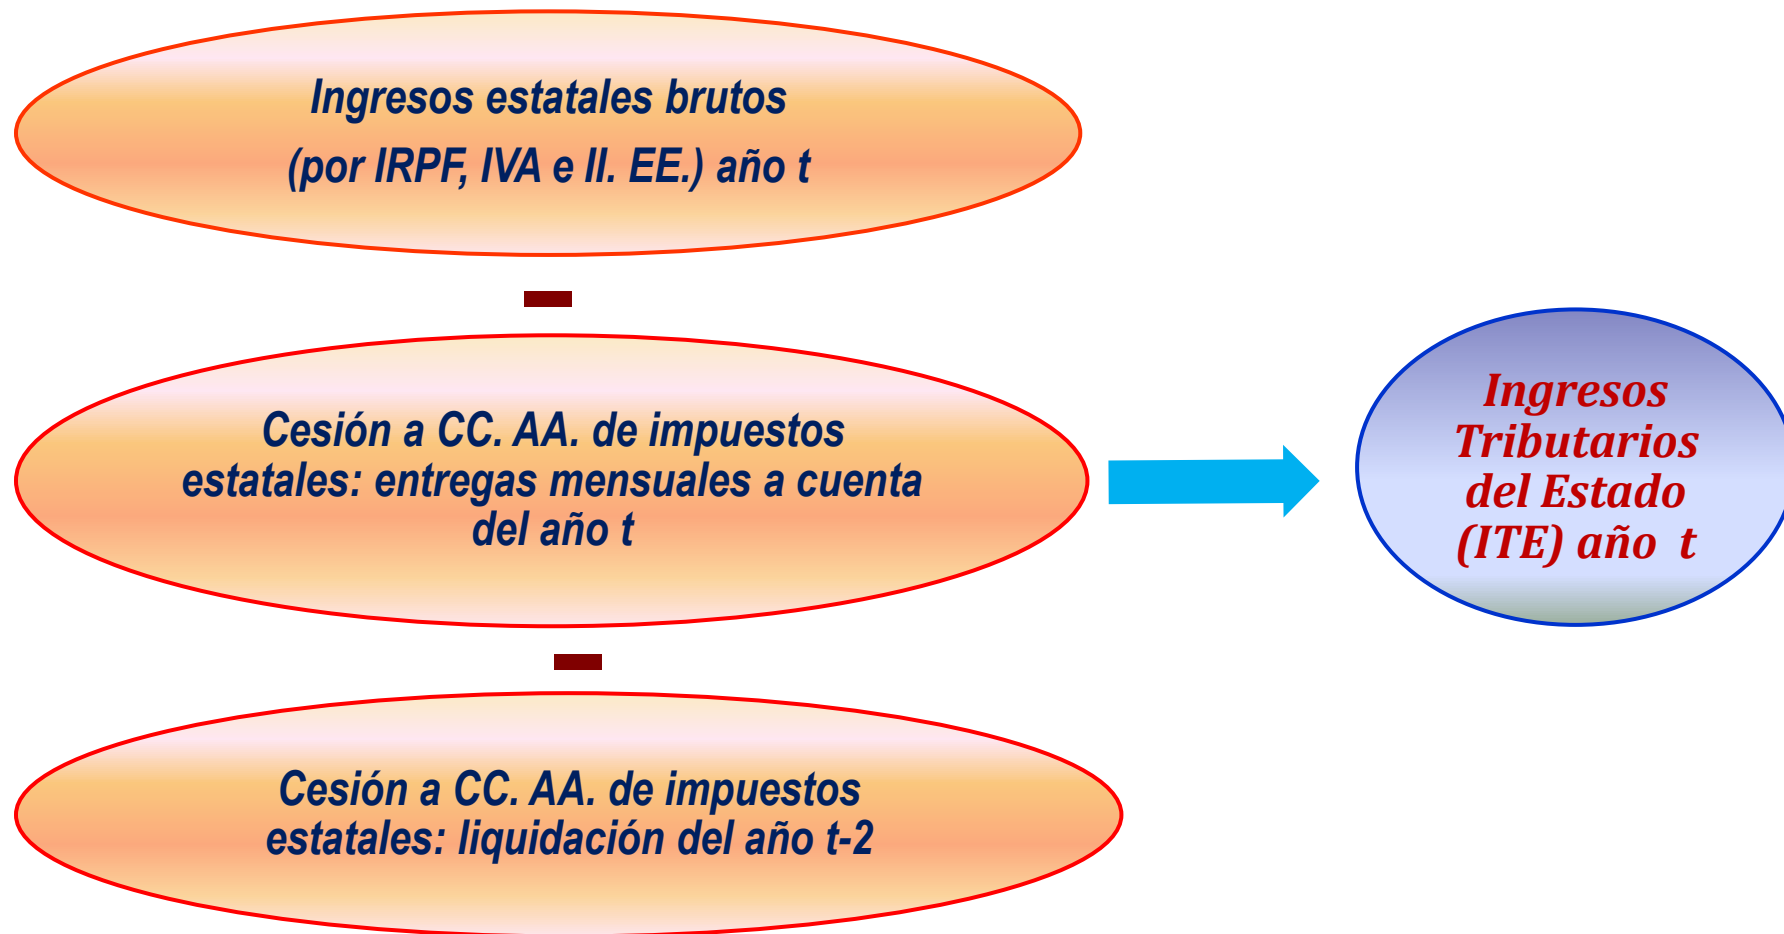 Ingresos estatales brutos
(por IRPF, IVA e II. EE.) año t
Cesión a CC. AA. de impuestos
estatales: entregas mensuales a cuenta
del año t
Cesión a CC. AA. de impuestos
estatales: liquidación del año t-2
Ingresos
Tributarios
del Estado
(ITE) año t